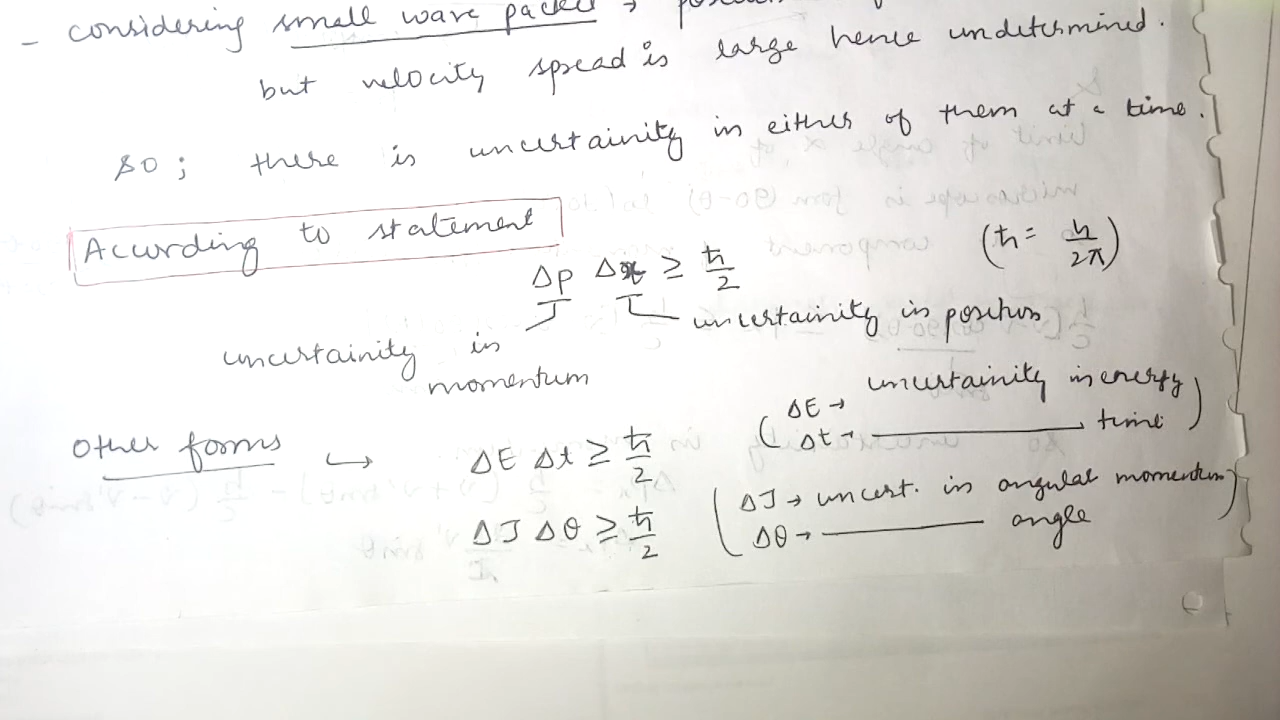 - considering small wave packet →
but velocity spread is large hence undetermined.
so ; there is uncertainity in either of them at a time.
According to statement
Δp Δx ≥ ħ/2 (ħ = h/2π)
uncertainity in position
uncertainity in
momentum
Other forms ↪ ΔE Δt ≥ ħ/2 (ΔE → uncertainity in energy
Δt → ———— time)
ΔJ Δθ ≥ ħ/2 (ΔJ → uncert. in angular momentum
Δθ → ———— angle)